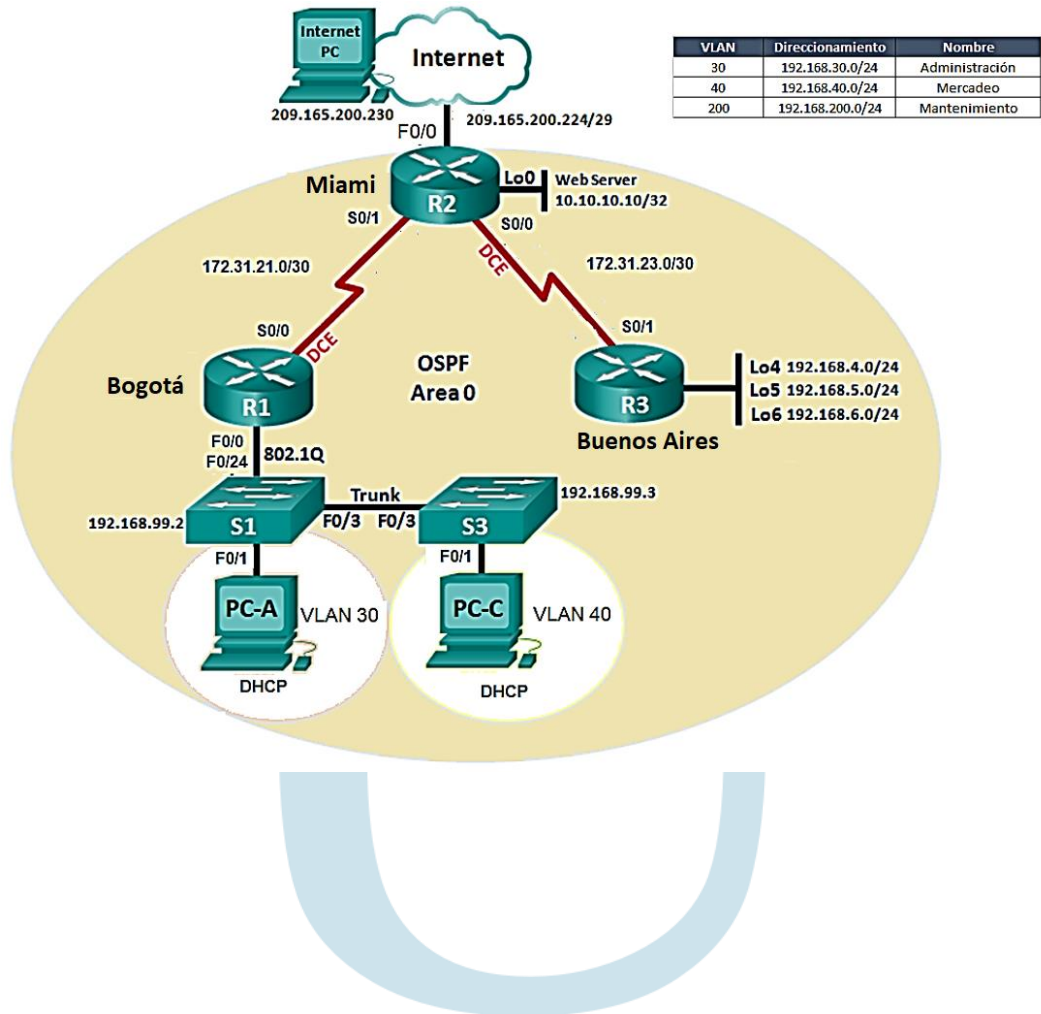 Internet
PC
Internet
209.165.200.230
209.165.200.224/29
F0/0
VLAN Direccionamiento Nombre
30 192.168.30.0/24 Administración
40 192.168.40.0/24 Mercadeo
200 192.168.200.0/24 Mantenimiento
Miami
R2
Lo0
Web Server
10.10.10.10/32
S0/1
S0/0
DCE
172.31.21.0/30
172.31.23.0/30
S0/0
DCE
S0/1
Bogotá
R1
OSPF
Area 0
R3
Lo4 192.168.4.0/24
Lo5 192.168.5.0/24
Lo6 192.168.6.0/24
Buenos Aires
F0/0
F0/24
802.1Q
192.168.99.2
S1
Trunk
F0/3 F0/3
S3
192.168.99.3
F0/1
PC-A
VLAN 30
DHCP
F0/1
PC-C
VLAN 40
DHCP